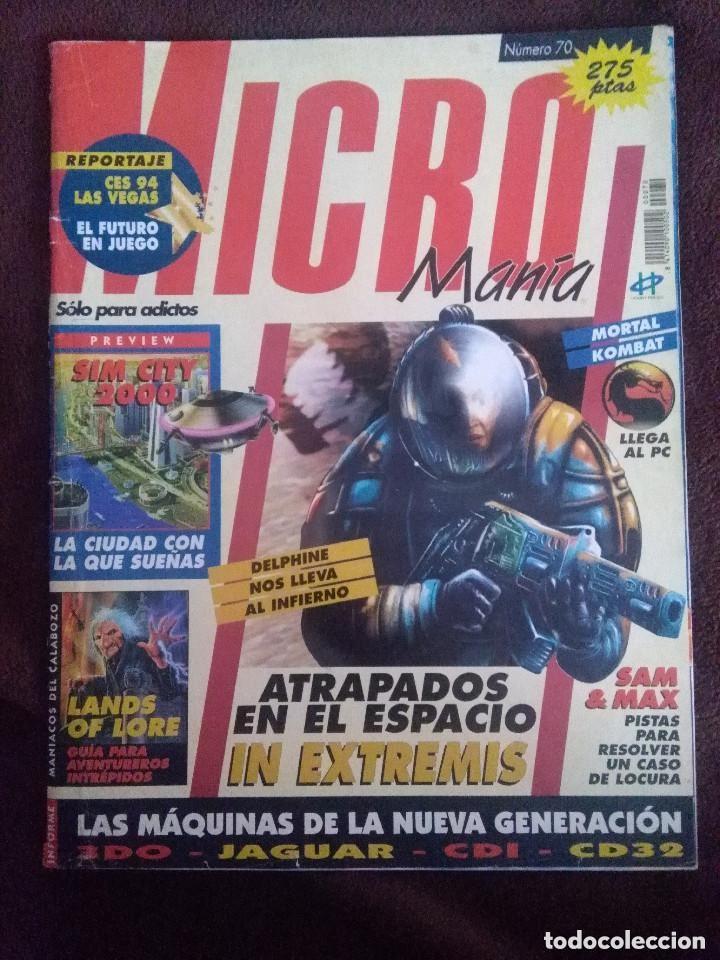 Número 70
275
ptas
MICRO
Manía
REPORTAJE
CES 94
LAS VEGAS
EL FUTURO
EN JUEGO
Sólo para adictos
PREVIEW
SIM CITY
2000
LA CIUDAD CON
LA QUE SUEÑAS
MORTAL
KOMBAT
LLEGA
AL PC
DELPHINE
NOS LLEVA
AL INFIERNO
MANIACOS DEL CALABOZO
LANDS
OF LORE
GUÍA PARA
AVENTUREROS
INTRÉPIDOS
ATRAPADOS
EN EL ESPACIO
IN EXTREMIS
SAM
& MAX
PISTAS
PARA
RESOLVER
UN CASO
DE LOCURA
INFORME
LAS MÁQUINAS DE LA NUEVA GENERACIÓN
3DO - JAGUAR - CDI - CD32
todocoleccion